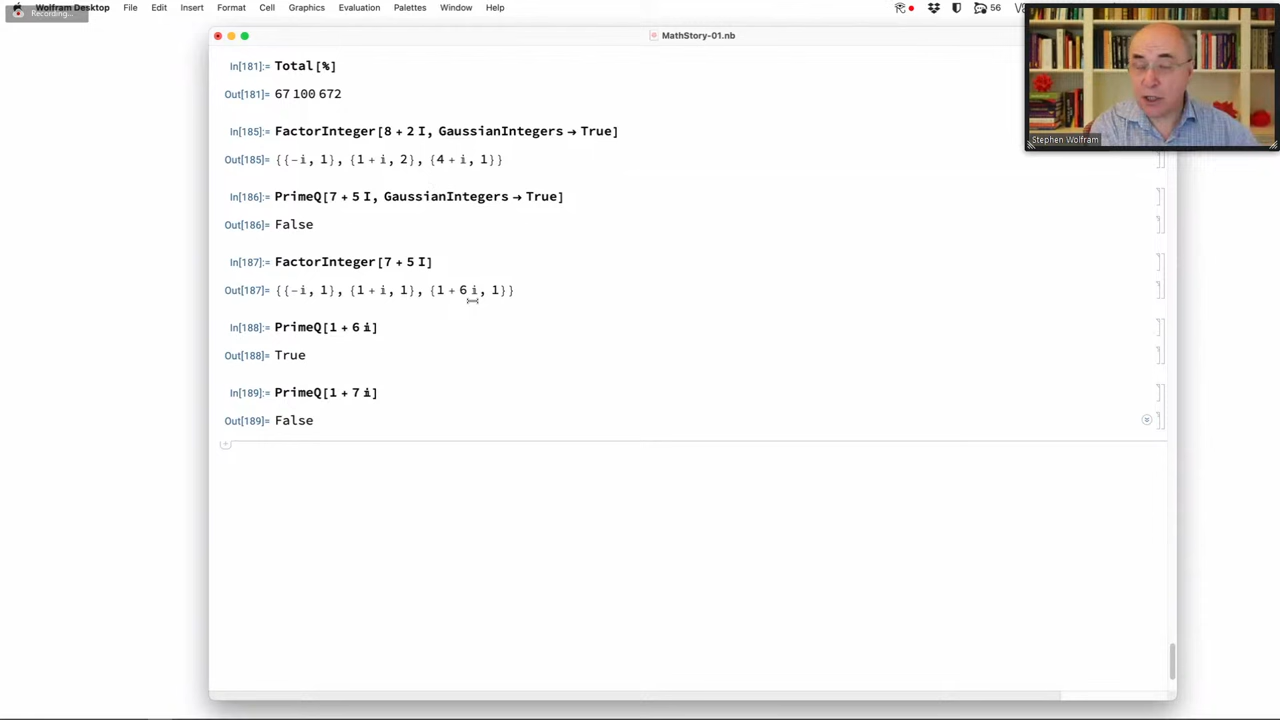 Recording...
Wolfram Desktop File Edit Insert Format Cell Graphics Evaluation Palettes Window Help 56
MathStory-01.nb
Stephen Wolfram
In[181]:= Total[%]
Out[181]= 67 100 672
In[185]:= FactorInteger[8 + 2 I, GaussianIntegers → True]
Out[185]= {{-i, 1}, {1 + i, 2}, {4 + i, 1}}
In[186]:= PrimeQ[7 + 5 I, GaussianIntegers → True]
Out[186]= False
In[187]:= FactorInteger[7 + 5 I]
Out[187]= {{-i, 1}, {1 + i, 1}, {1 + 6 i, 1}}
In[188]:= PrimeQ[1 + 6 i]
Out[188]= True
In[189]:= PrimeQ[1 + 7 i]
Out[189]= False